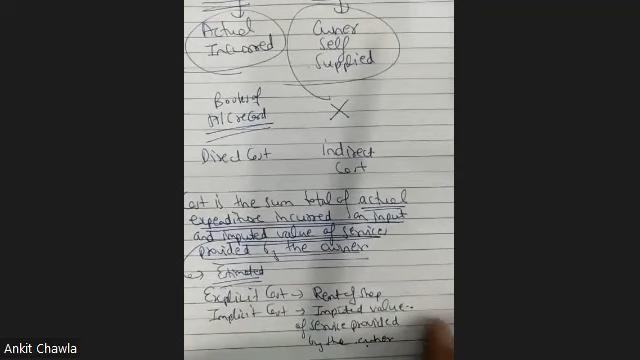 Actual Owner
Incurred Self
Supplied
Books of
A/C record X
Direct Cost Indirect
Cost
Cost is the sum total of actual
expenditure incurred on input
and imputed value of service
provided by the owner
Estimated
Explicit Cost → Rent of shop
Implicit Cost → Imputed value
of service provided
by the owner
Ankit Chawla